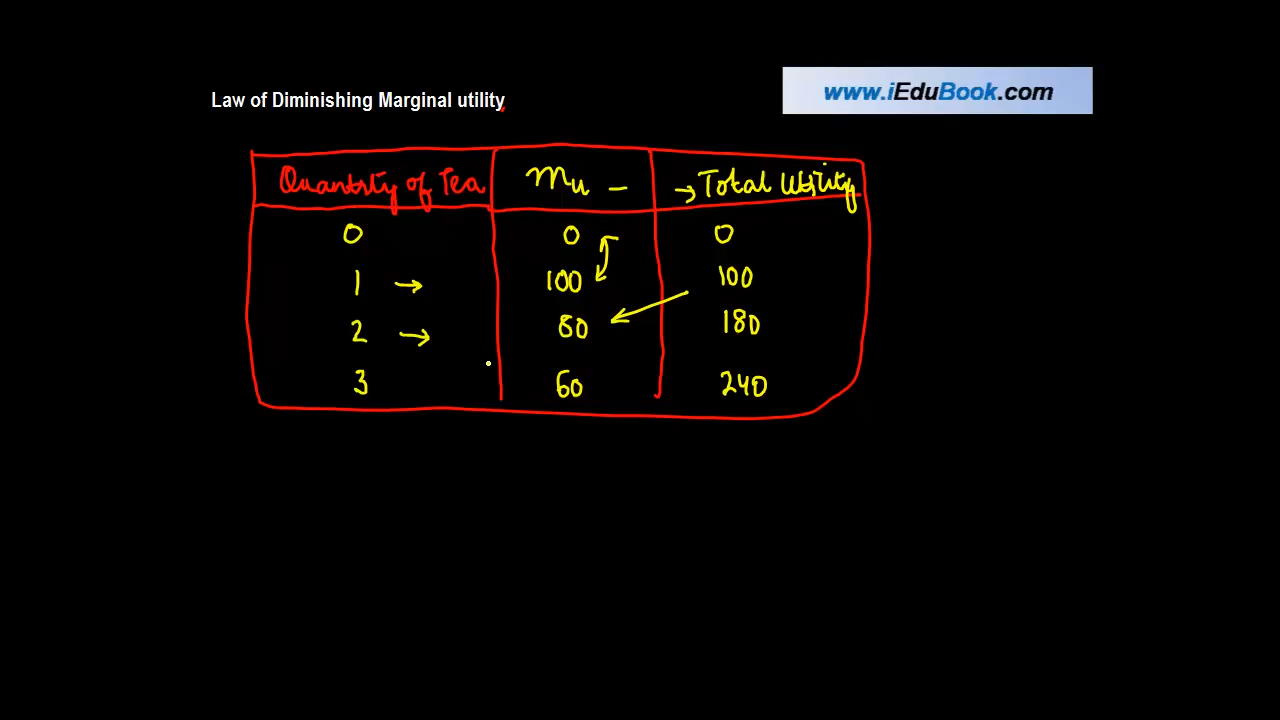 Law of Diminishing Marginal utility
www.iEduBook.com
Quantity of Tea Mu – → Total Utility
0 0 0
1 → 100 100
2 → 80 180
3 60 240